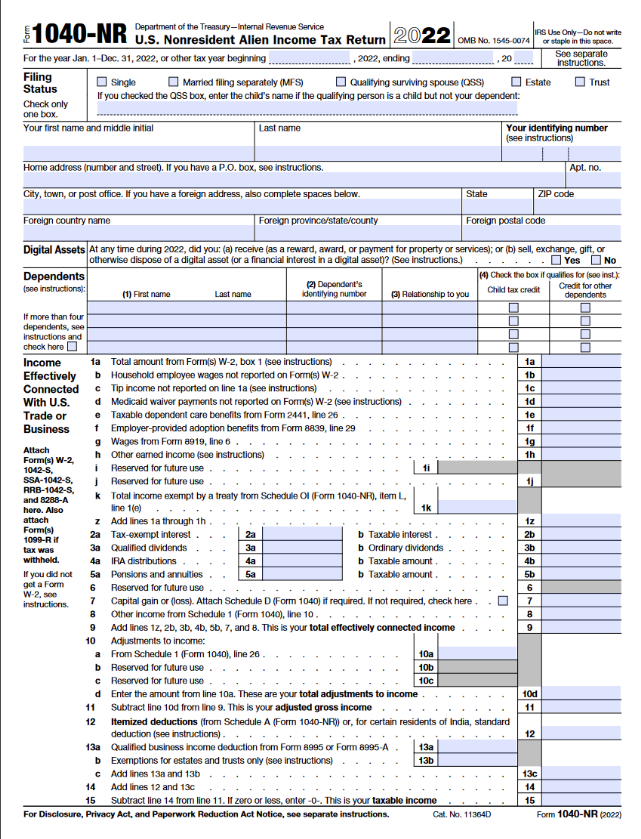 Form 1040-NR Department of the Treasury—Internal Revenue Service
U.S. Nonresident Alien Income Tax Return 2022 OMB No. 1545-0074 IRS Use Only—Do not write or staple in this space.
For the year Jan. 1–Dec. 31, 2022, or other tax year beginning , 2022, ending , 20 See separate instructions.
Filing Status
Check only one box.
Single Married filing separately (MFS) Qualifying surviving spouse (QSS) Estate Trust
If you checked the QSS box, enter the child's name if the qualifying person is a child but not your dependent:
Your first name and middle initial Last name Your identifying number (see instructions)
Home address (number and street). If you have a P.O. box, see instructions. Apt. no.
City, town, or post office. If you have a foreign address, also complete spaces below. State ZIP code
Foreign country name Foreign province/state/county Foreign postal code
Digital Assets At any time during 2022, did you: (a) receive (as a reward, award, or payment for property or services); or (b) sell, exchange, gift, or
otherwise dispose of a digital asset (or a financial interest in a digital asset)? (See instructions.) Yes No
Dependents
(see instructions):
(1) First name Last name (2) Dependent's identifying number (3) Relationship to you (4) Check the box if qualifies for (see inst.):
Child tax credit Credit for other dependents
If more than four
dependents, see
instructions and
check here
Income
Effectively
Connected
With U.S.
Trade or
Business
Attach
Form(s) W-2,
1042-S,
SSA-1042-S,
RRB-1042-S,
and 8288-A
here. Also
attach
Form(s)
1099-R if
tax was
withheld.
If you did not
get a Form
W-2, see
instructions.
1a Total amount from Form(s) W-2, box 1 (see instructions) 1a
b Household employee wages not reported on Form(s) W-2 1b
c Tip income not reported on line 1a (see instructions) 1c
d Medicaid waiver payments not reported on Form(s) W-2 (see instructions) 1d
e Taxable dependent care benefits from Form 2441, line 26 1e
f Employer-provided adoption benefits from Form 8839, line 29 1f
g Wages from Form 8919, line 6 1g
h Other earned income (see instructions) 1h
i Reserved for future use 1i
j Reserved for future use 1j
k Total income exempt by a treaty from Schedule OI (Form 1040-NR), item L,
line 1(e) 1k
z Add lines 1a through 1h 1z
2a Tax-exempt interest 2a b Taxable interest 2b
3a Qualified dividends 3a b Ordinary dividends 3b
4a IRA distributions 4a b Taxable amount 4b
5a Pensions and annuities 5a b Taxable amount 5b
6 Reserved for future use 6
7 Capital gain or (loss). Attach Schedule D (Form 1040) if required. If not required, check here 7
8 Other income from Schedule 1 (Form 1040), line 10 8
9 Add lines 1z, 2b, 3b, 4b, 5b, 7, and 8. This is your total effectively connected income 9
10 Adjustments to income:
a From Schedule 1 (Form 1040), line 26 10a
b Reserved for future use 10b
c Reserved for future use 10c
d Enter the amount from line 10a. These are your total adjustments to income 10d
11 Subtract line 10d from line 9. This is your adjusted gross income 11
12 Itemized deductions (from Schedule A (Form 1040-NR)) or, for certain residents of India, standard
deduction (see instructions) 12
13a Qualified business income deduction from Form 8995 or Form 8995-A 13a
b Exemptions for estates and trusts only (see instructions) 13b
c Add lines 13a and 13b 13c
14 Add lines 12 and 13c 14
15 Subtract line 14 from line 11. If zero or less, enter -0-. This is your taxable income 15
For Disclosure, Privacy Act, and Paperwork Reduction Act Notice, see separate instructions. Cat. No. 11364D Form 1040-NR (2022)